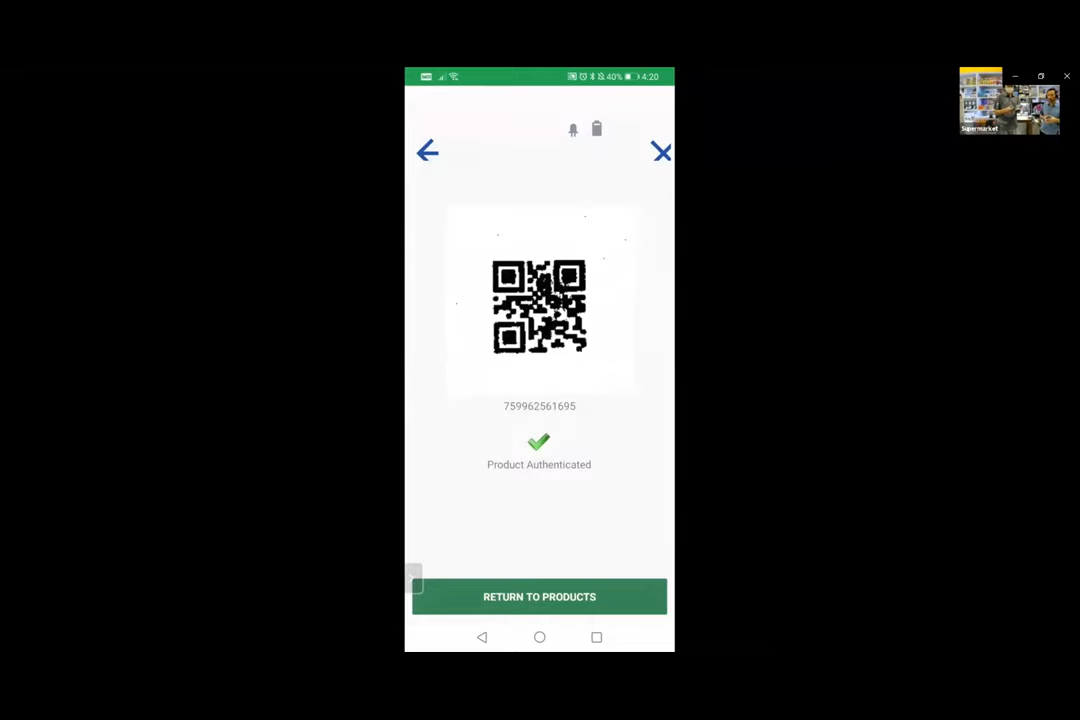 40% 4:20
Supermarket
759962561695
Product Authenticated
RETURN TO PRODUCTS